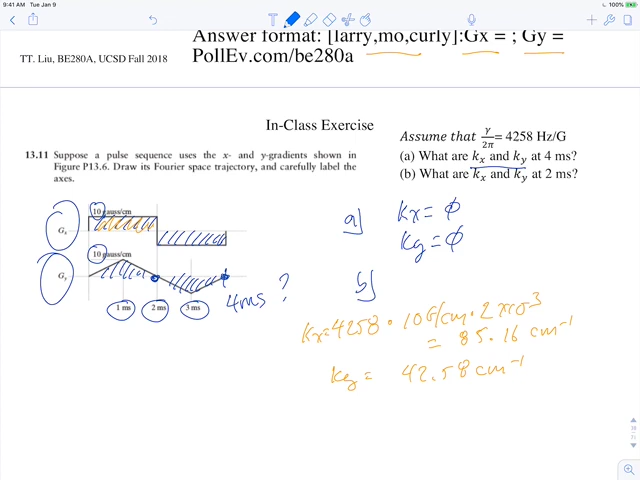 9:41 AM Tue Jan 9
100%
Answer format: [larry,mo,curly]:Gx = ; Gy =
TT. Liu, BE280A, UCSD Fall 2018
PollEv.com/be280a
In-Class Exercise
13.11 Suppose a pulse sequence uses the x- and y-gradients shown in
Figure P13.6. Draw its Fourier space trajectory, and carefully label the
axes.
Assume that γ/2π = 4258 Hz/G
(a) What are kx and ky at 4 ms?
(b) What are kx and ky at 2 ms?
10 gauss/cm
Gx
10 gauss/cm
Gy
1 ms 2 ms 3 ms
4ms ?
a) kx = φ
ky = φ
b)
kx = 4258 · 10 G/cm · 2 x10^-3
= 85.16 cm^-1
ky = 42.58 cm^-1